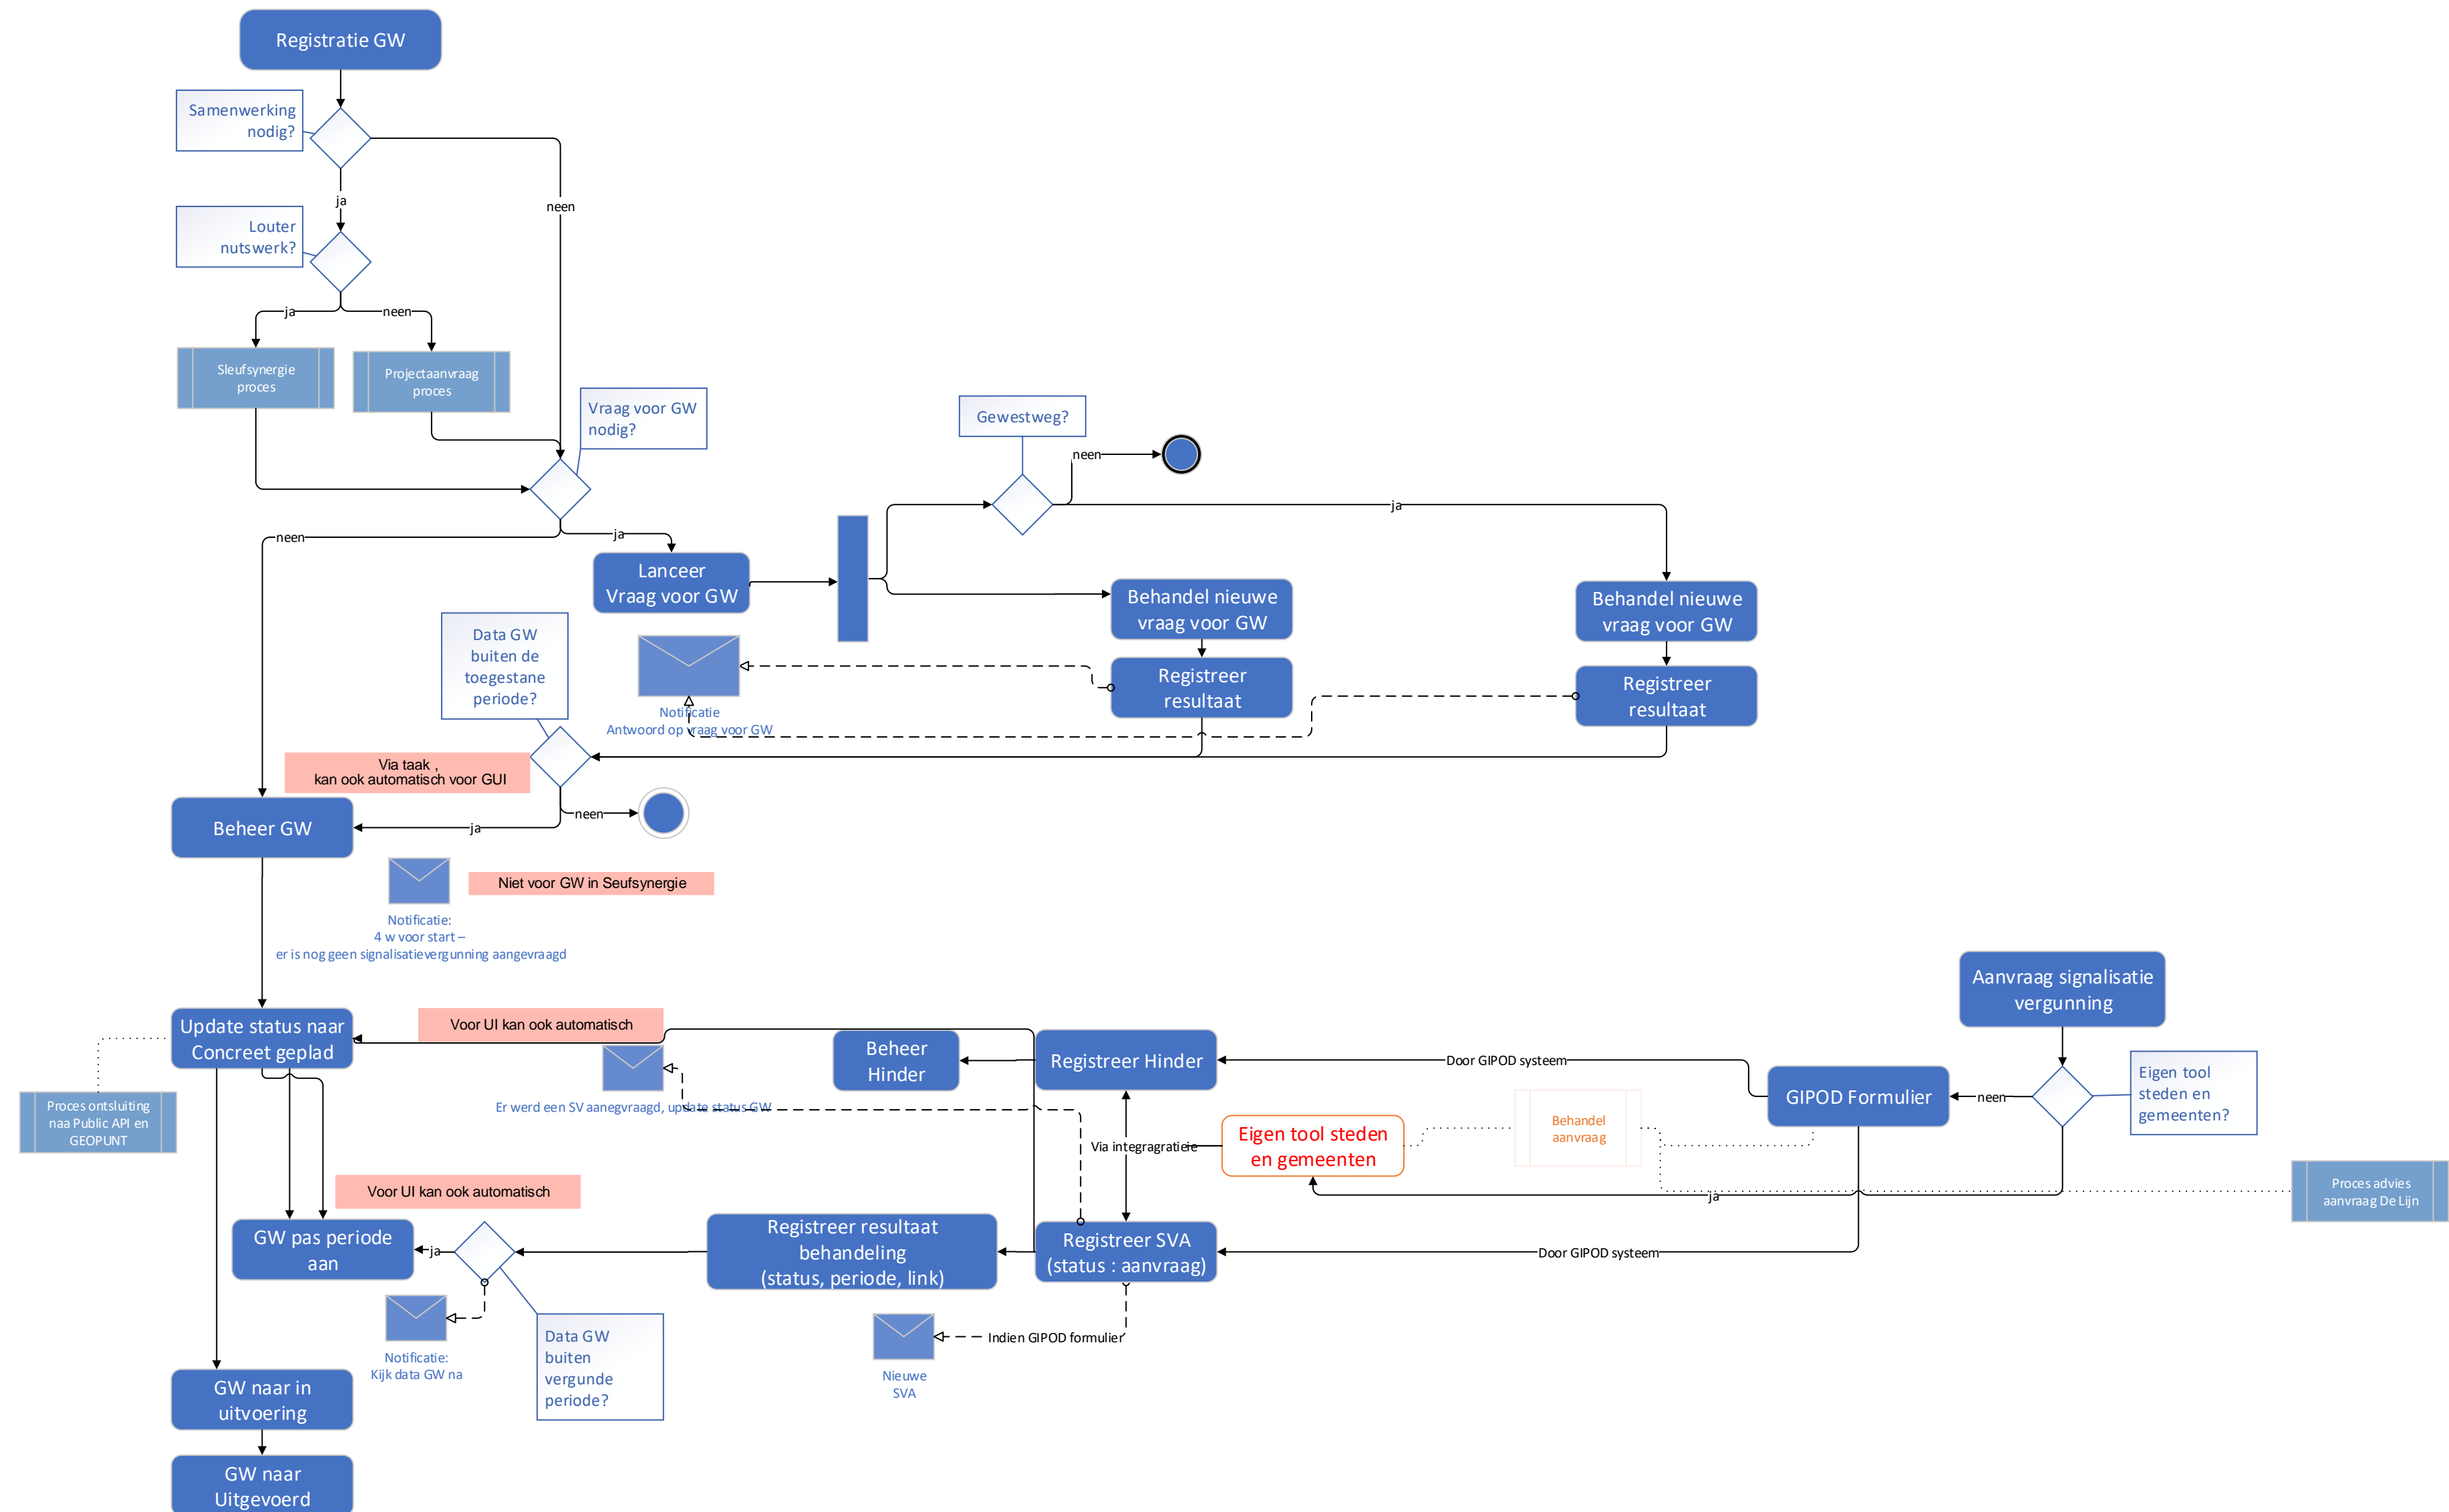 Registratie GW
Samenwerking
nodig?
ja
neen
Louter
nutswerk?
ja
neen
Sleufsynergie
proces
Projectaanvraag
proces
Vraag voor GW
nodig?
Gewestweg?
neen
ja
neen
ja
Lanceer
Vraag voor GW
Behandel nieuwe
vraag voor GW
Behandel nieuwe
vraag voor GW
Data GW
buiten de
toegestane
periode?
Registreer
resultaat
Registreer
resultaat
Notificatie
Antwoord op vraag voor GW
Via taak ,
kan ook automatisch voor GUI
Beheer GW
ja
neen
Niet voor GW in Seufsynergie
Notificatie:
4 w voor start –
er is nog geen signalisatievergunning aangevraagd
Aanvraag signalisatie
vergunning
Update status naar
Concreet geplad
Voor UI kan ook automatisch
Beheer
Hinder
Registreer Hinder
Door GIPOD systeem
GIPOD Formulier
neen
Eigen tool
steden en
gemeenten?
Proces ontsluiting
naa Public API en
GEOPUNT
Er werd een SV aanegvraagd, update status GW
Via integragratieie
Eigen tool steden
en gemeenten
Behandel
aanvraag
ja
Proces advies
aanvraag De Lijn
Voor UI kan ook automatisch
GW pas periode
aan
ja
Registreer resultaat
behandeling
(status, periode, link)
Registreer SVA
(status : aanvraag)
Door GIPOD systeem
Notificatie:
Kijk data GW na
Data GW
buiten
vergunde
periode?
Indien GIPOD formulier
Nieuwe
SVA
GW naar in
uitvoering
GW naar
Uitgevoerd